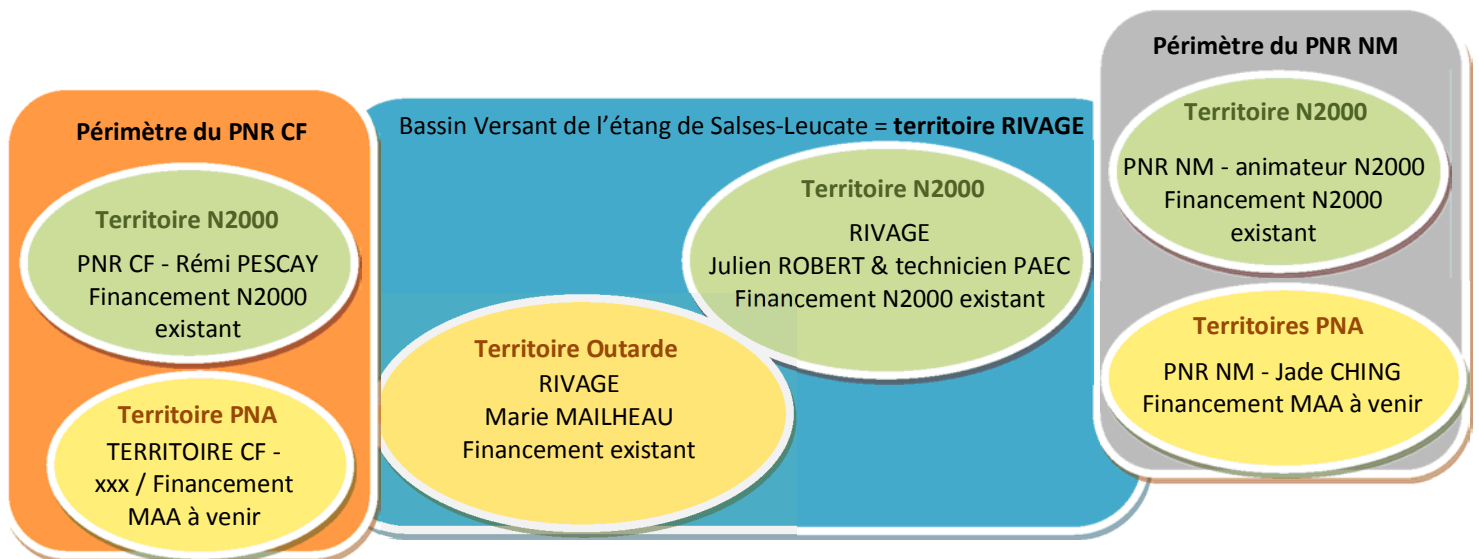 Périmètre du PNR CF
Territoire N2000
PNR CF - Rémi PESCAY
Financement N2000
existant
Territoire PNA
TERRITOIRE CF -
xxx / Financement
MAA à venir
Bassin Versant de l'étang de Salses-Leucate = territoire RIVAGE
Territoire N2000
RIVAGE
Julien ROBERT & technicien PAEC
Financement N2000 existant
Territoire Outarde
RIVAGE
Marie MAILHEAU
Financement existant
Périmètre du PNR NM
Territoire N2000
PNR NM - animateur N2000
Financement N2000
existant
Territoires PNA
PNR NM - Jade CHING
Financement MAA à venir